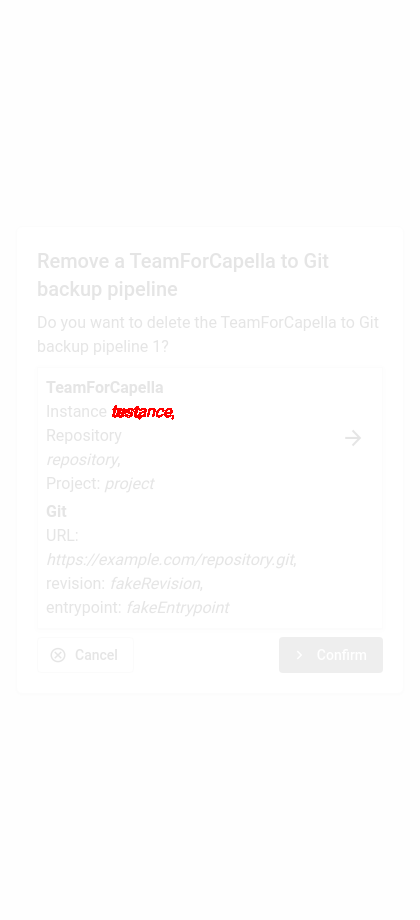 Remove a TeamForCapella to Git
backup pipeline
Do you want to delete the TeamForCapella to Git
backup pipeline 1?
TeamForCapella
Instance
Repository
repository,
Project: project
Git
URL:
https://example.com/repository.git,
revision: fakeRevision,
entrypoint: fakeEntrypoint
Cancel
Confirm